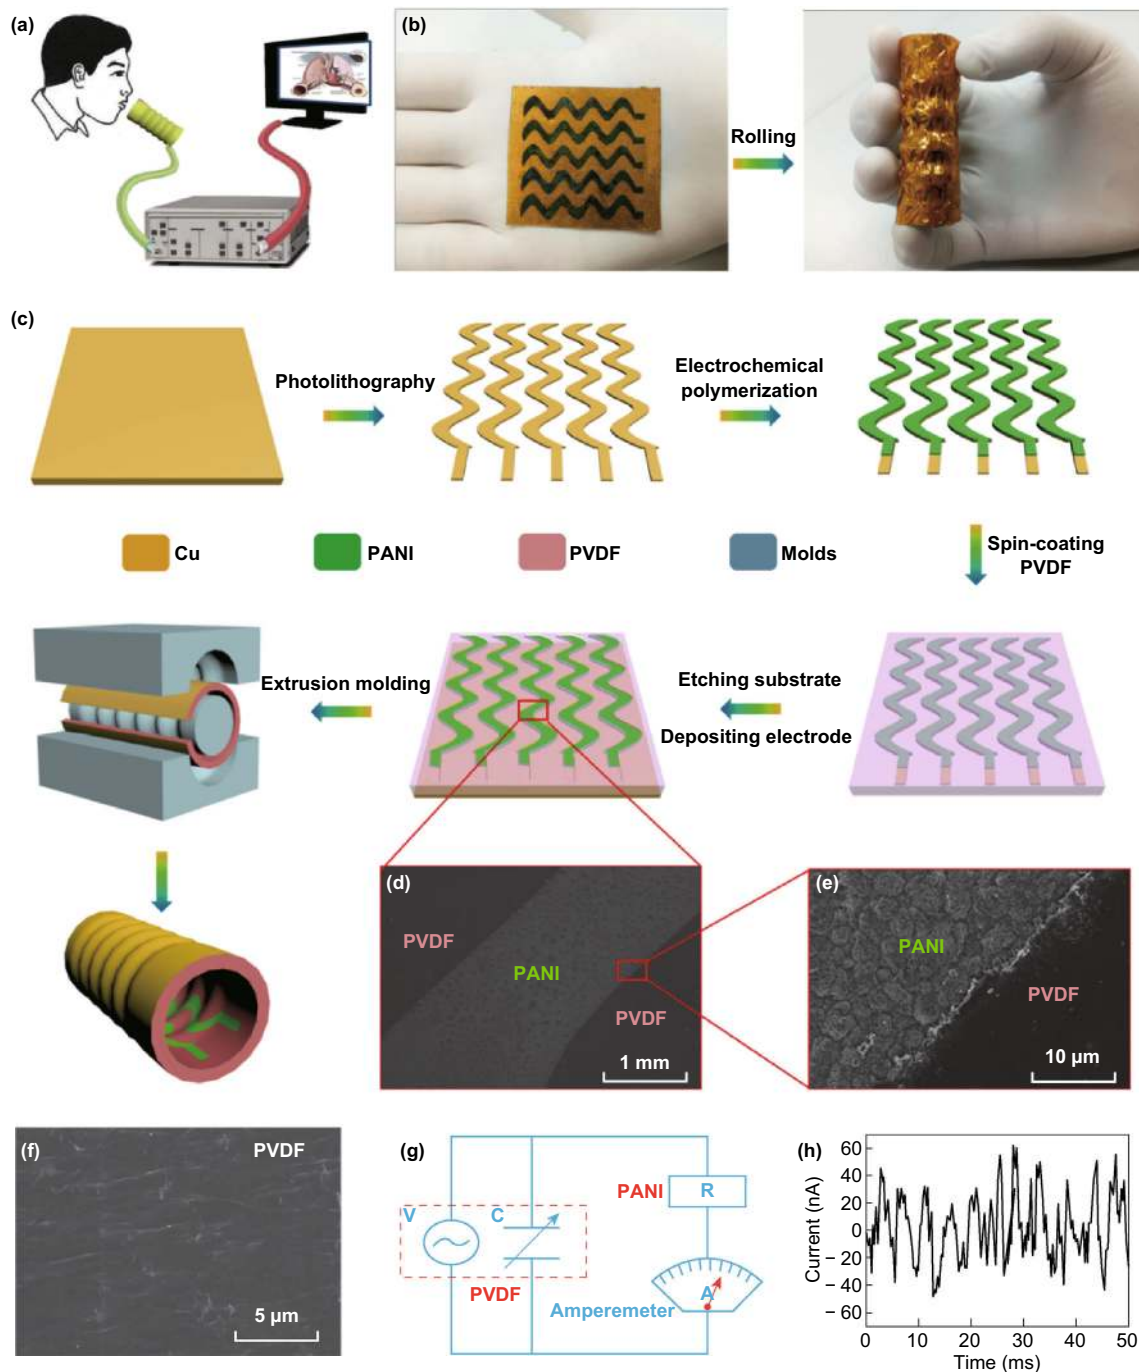 (a)
(b)
Rolling
(c)
Photolithography
Electrochemical
polymerization
Cu
PANI
PVDF
Molds
Spin-coating
PVDF
Extrusion molding
Etching substrate
Depositing electrode
(d)
PVDF
PANI
PVDF
1 mm
(e)
PANI
PVDF
10 μm
(f)
PVDF
5 μm
(g)
V
C
PVDF
PANI
R
Amperemeter
A
(h)
Current (nA)
60
40
20
0
− 20
− 40
− 60
0
10
20
30
40
50
Time (ms)